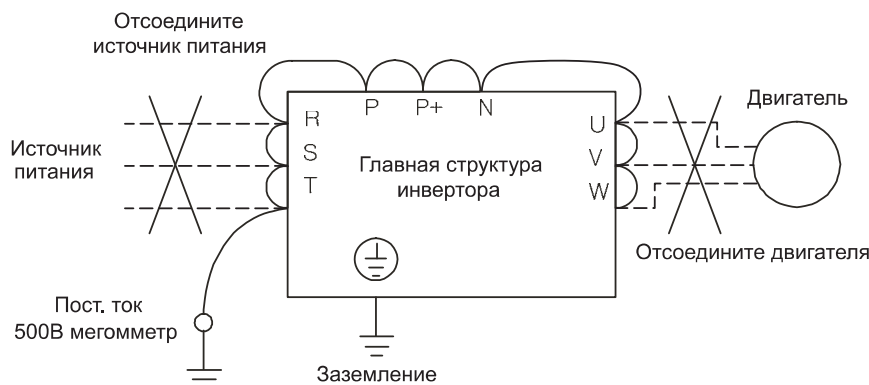 Отсоедините
источник питания
R
P
P+
N
U
Двигатель
Источник
питания
S
T
Главная структура
инвертора
V
W
Отсоедините двигателя
Пост. ток
500В мегомметр
Заземление